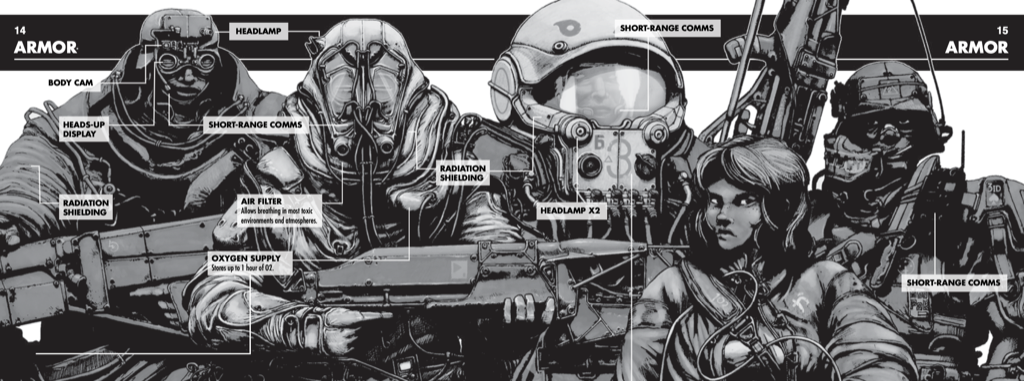 14
ARMOR
15
ARMOR
HEADLAMP
SHORT-RANGE COMMS
BODY CAM
HEADS-UP
DISPLAY
SHORT-RANGE COMMS
RADIATION
SHIELDING
RADIATION
SHIELDING
AIR FILTER
Allows breathing in most toxic
environments and atmospheres.
HEADLAMP X2
OXYGEN SUPPLY
Stores up to 1 hour of 02.
SHORT-RANGE COMMS
Б
3